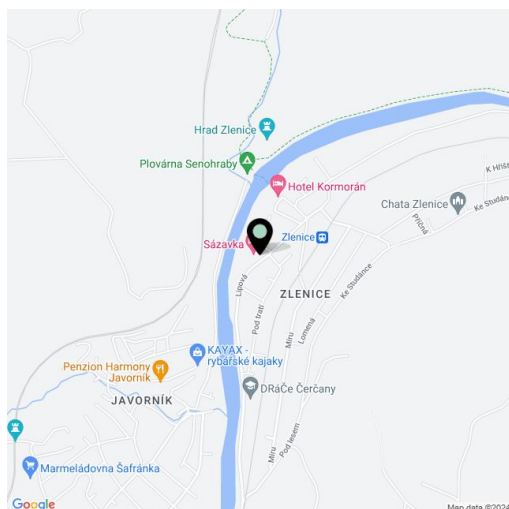 Hrad Zlenice
Plovárna Senohraby
Hotel Kormorán
K Hřišt
Chata Zlenice
Ke Studánce
Příčná
Sázavka
Zlenice
Ke Studánce
Lipová
ZLENICE
Pod tratí
Lomená
Míru
KAYAX -
rybářské kajaky
Penzion Harmony
Javorník
DRáČe Čerčany
JAVORNÍK
Míru
Pod lesem
Marmeládovna Šafránka
Google
Map data ©2024